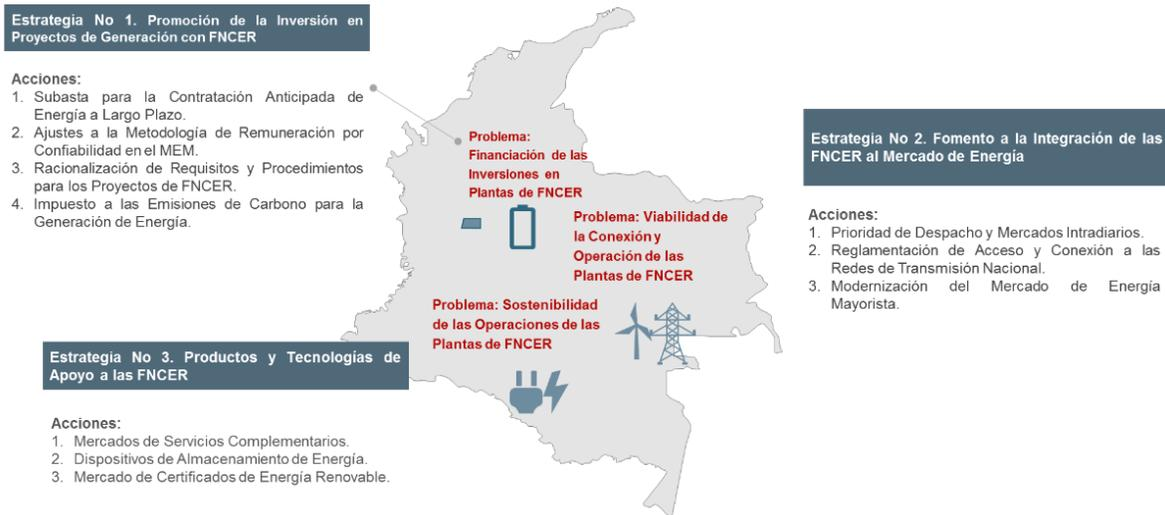 Estrategia No 1. Promoción de la Inversión en
Proyectos de Generación con FNCER
Acciones:
1. Subasta para la Contratación Anticipada de
Energía a Largo Plazo.
2. Ajustes a la Metodología de Remuneración por
Confiabilidad en el MEM.
3. Racionalización de Requisitos y Procedimientos
para los Proyectos de FNCER.
4. Impuesto a las Emisiones de Carbono para la
Generación de Energía.
Problema:
Financiación de las
Inversiones en
Plantas de FNCER
Problema: Viabilidad de
la Conexión y
Operación de las
Plantas de FNCER
Problema: Sostenibilidad
de las Operaciones de las
Plantas de FNCER
Estrategia No 2. Fomento a la Integración de las
FNCER al Mercado de Energía
Acciones:
1. Prioridad de Despacho y Mercados Intradiarios.
2. Reglamentación de Acceso y Conexión a las
Redes de Transmisión Nacional.
3. Modernización del Mercado de Energía
Mayorista.
Estrategia No 3. Productos y Tecnologías de
Apoyo a las FNCER
Acciones:
1. Mercados de Servicios Complementarios.
2. Dispositivos de Almacenamiento de Energía.
3. Mercado de Certificados de Energía Renovable.